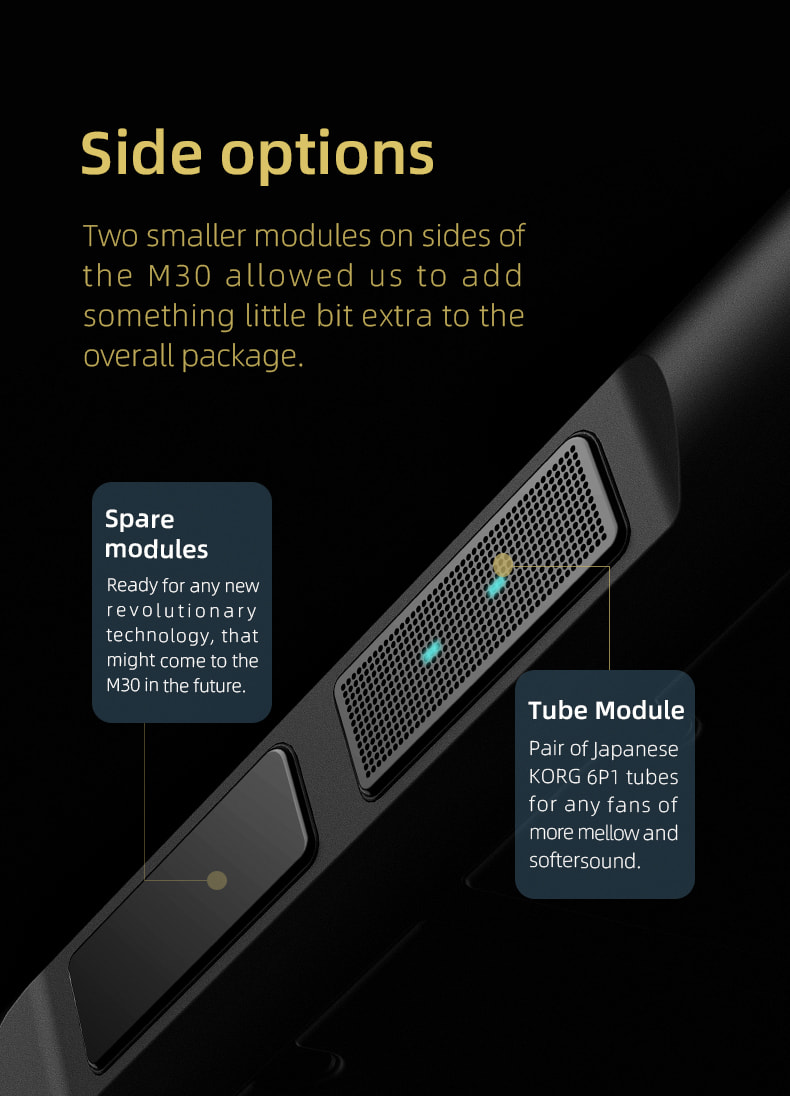 Side options
Two smaller modules on sides of
the M30 allowed us to add
something little bit extra to the
overall package.
Spare
modules
Ready for any new
revolutionary
technology, that
might come to the
M30 in the future.
Tube Module
Pair of Japanese
KORG 6P1 tubes
for any fans of
more mellow and
softersound.